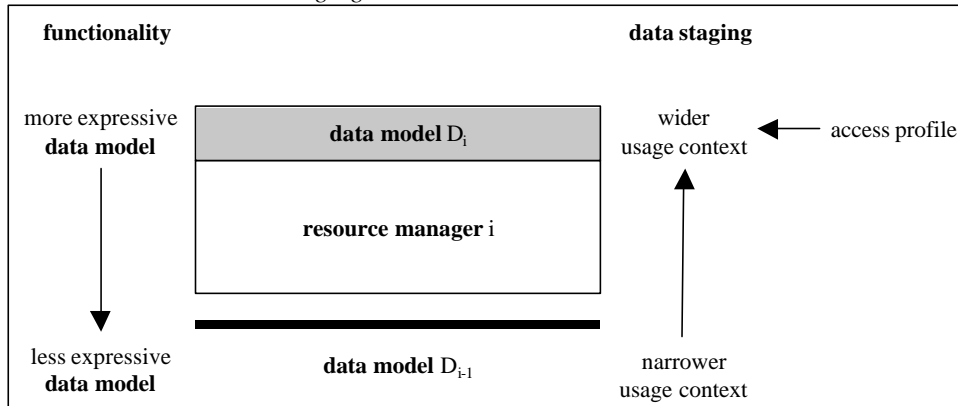 functionality
data staging
more expressive
data model
data model Di
wider
usage context
access profile
resource manager i
less expressive
data model
data model Di-1
narrower
usage context